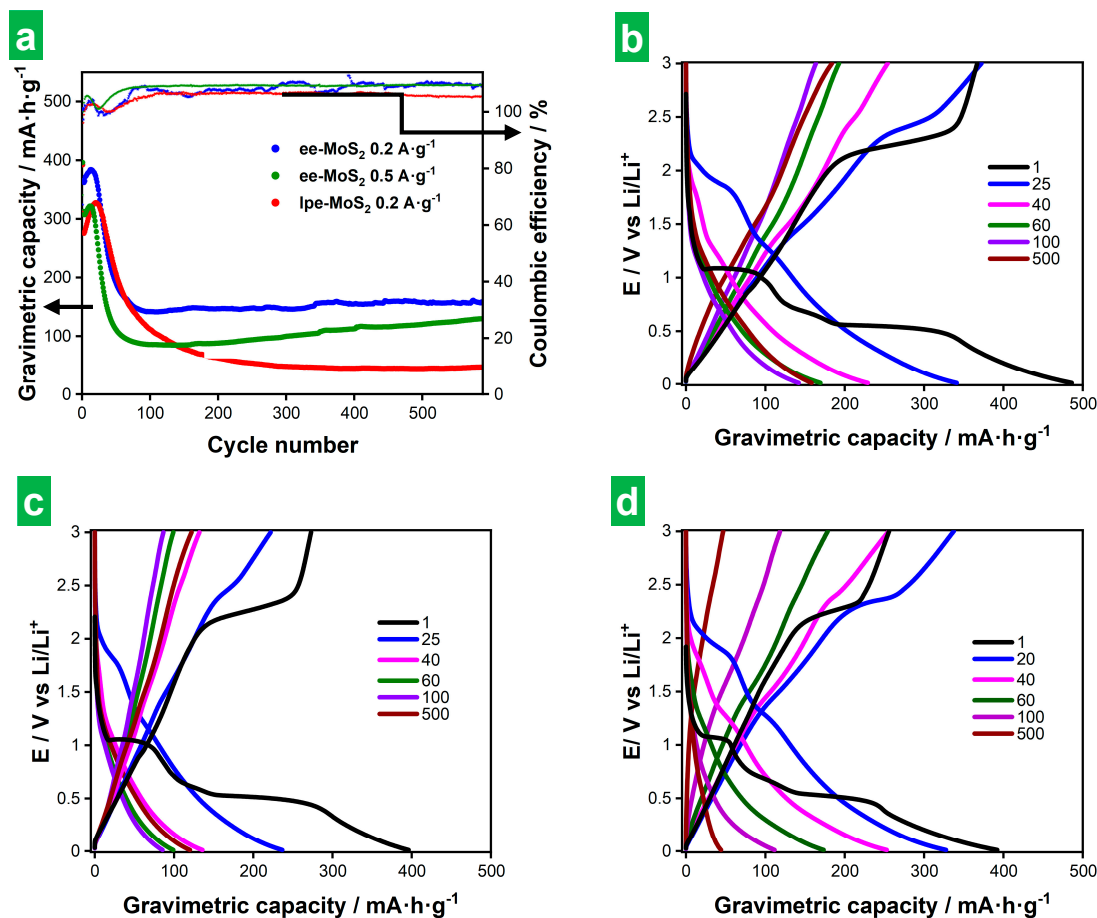 a
Gravimetric capacity / mA·h·g⁻¹
500
400
300
200
100
0
ee-MoS₂ 0.2 A·g⁻¹
ee-MoS₂ 0.5 A·g⁻¹
lpe-MoS₂ 0.2 A·g⁻¹
100
80
60
40
20
0
Coulombic efficiency / %
0 100 200 300 400 500
Cycle number
b
E / V vs Li/Li⁺
3
2.5
2
1.5
1
0.5
0
1
25
40
60
100
500
0 100 200 300 400 500
Gravimetric capacity / mA·h·g⁻¹
c
E / V vs Li/Li⁺
3
2.5
2
1.5
1
0.5
0
1
25
40
60
100
500
0 100 200 300 400 500
Gravimetric capacity / mA·h·g⁻¹
d
E/ V vs Li/Li⁺
3
2.5
2
1.5
1
0.5
0
1
20
40
60
100
500
0 100 200 300 400 500
Gravimetric capacity / mA·h·g⁻¹